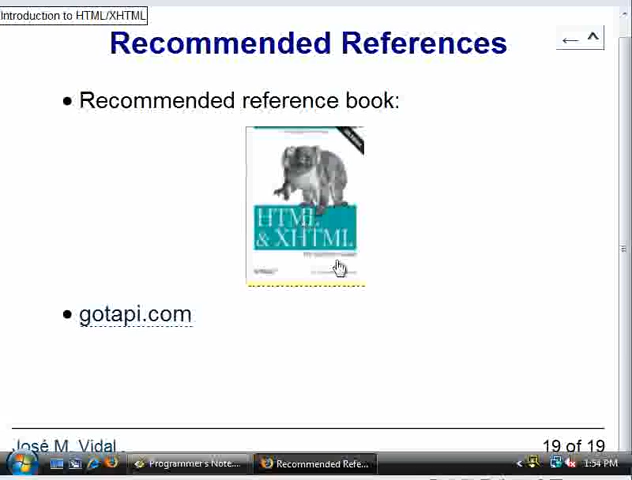 Introduction to HTML/XHTML
Recommended References
← ^
• Recommended reference book:
HTML
& XHTML
• gotapi.com
José M. Vidal
19 of 19
Programmer's Note...
Recommended Refe...
1:54 PM